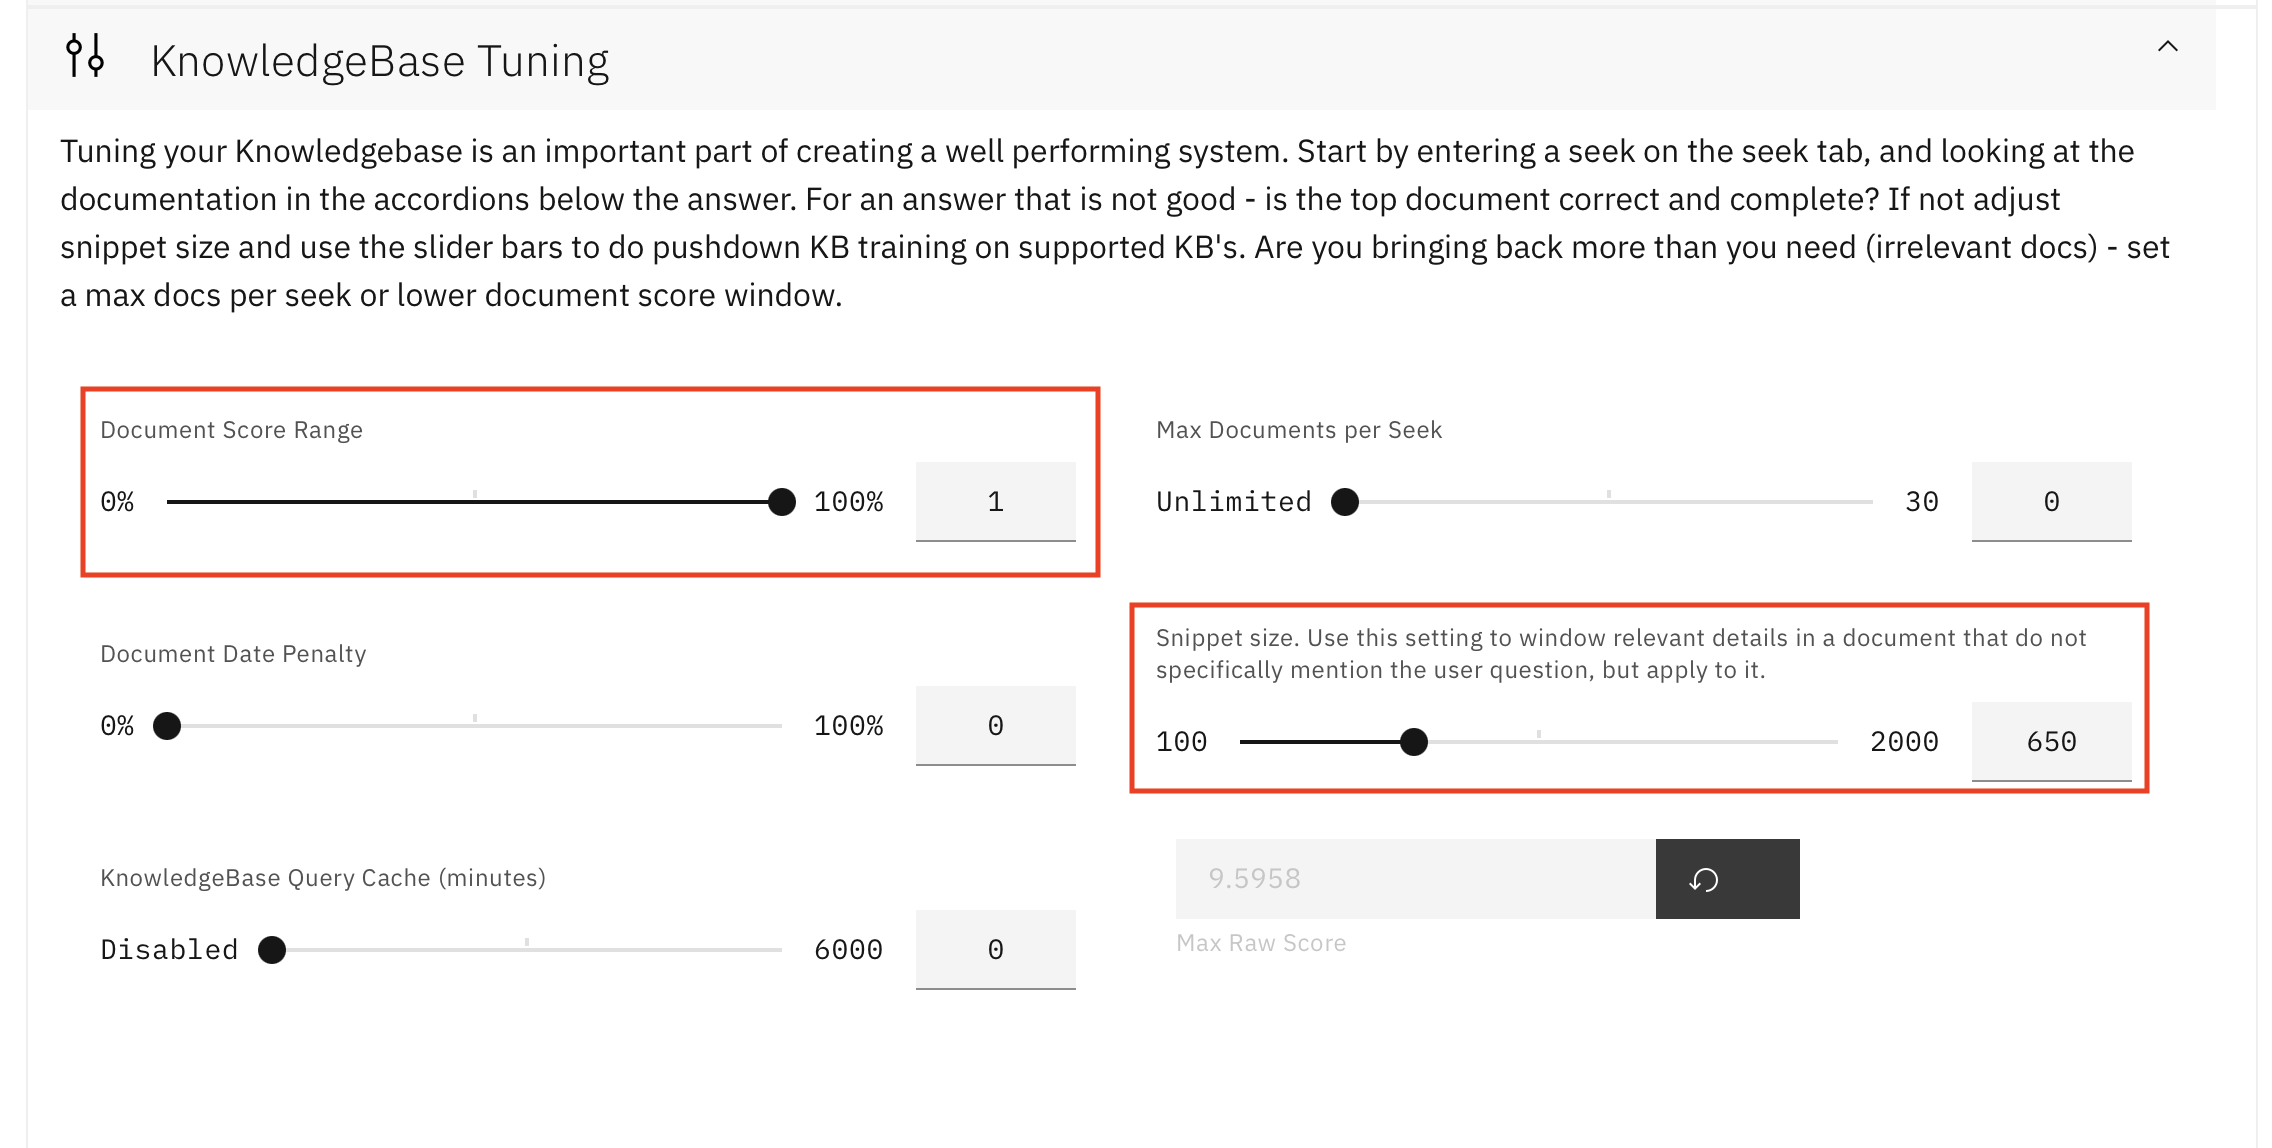 KnowledgeBase Tuning
Tuning your Knowledgebase is an important part of creating a well performing system. Start by entering a seek on the seek tab, and looking at the
documentation in the accordions below the answer. For an answer that is not good - is the top document correct and complete? If not adjust
snippet size and use the slider bars to do pushdown KB training on supported KB's. Are you bringing back more than you need (irrelevant docs) - set
a max docs per seek or lower document score window.
Document Score Range
0% 100% 1
Max Documents per Seek
Unlimited 30 0
Document Date Penalty
0% 100% 0
Snippet size. Use this setting to window relevant details in a document that do not
specifically mention the user question, but apply to it.
100 2000 650
KnowledgeBase Query Cache (minutes)
Disabled 6000 0
9.5958
Max Raw Score